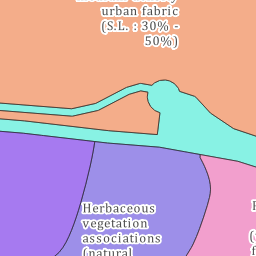 urban fabric
(S.L. : 30% -
50%)
Herbaceous
vegetation
associations
(natural